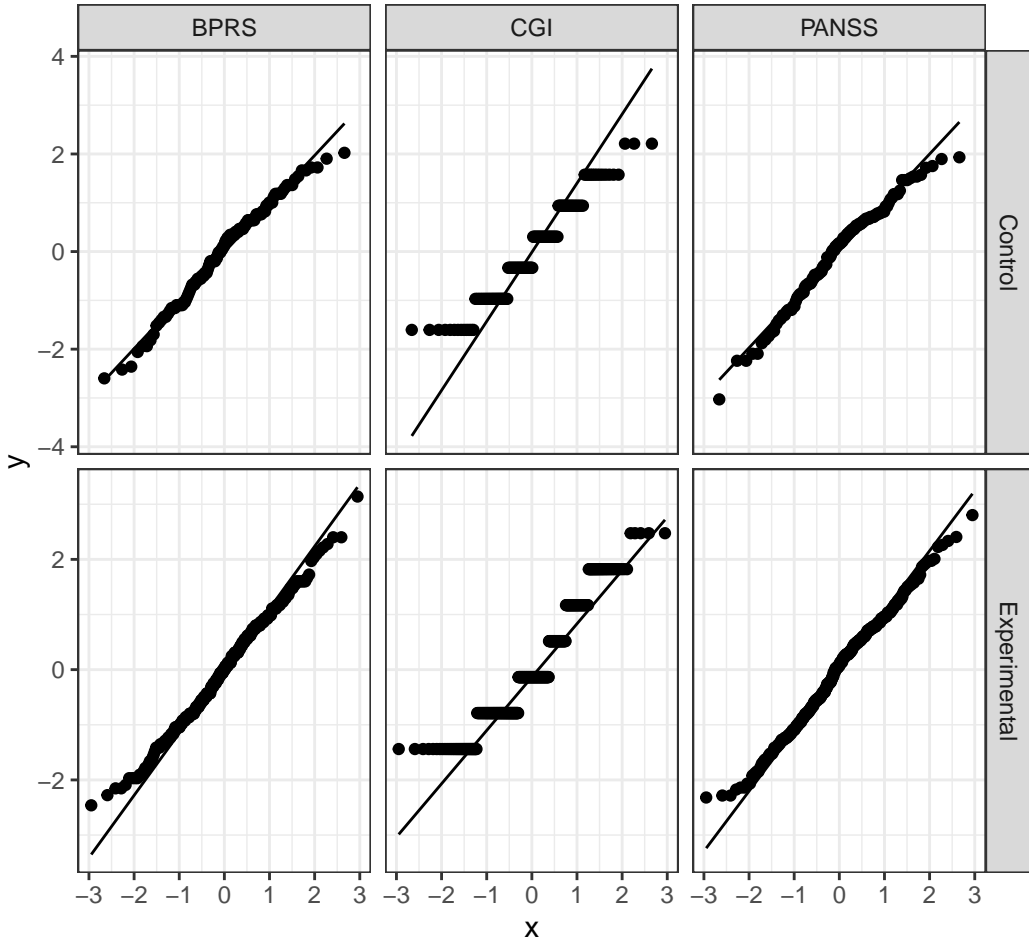 BPRS CGI PANSS
4
2
0
−2
−4
Control
y
2
0
−2
Experimental
−3 −2 −1 0 1 2 3 −3 −2 −1 0 1 2 3 −3 −2 −1 0 1 2 3
x